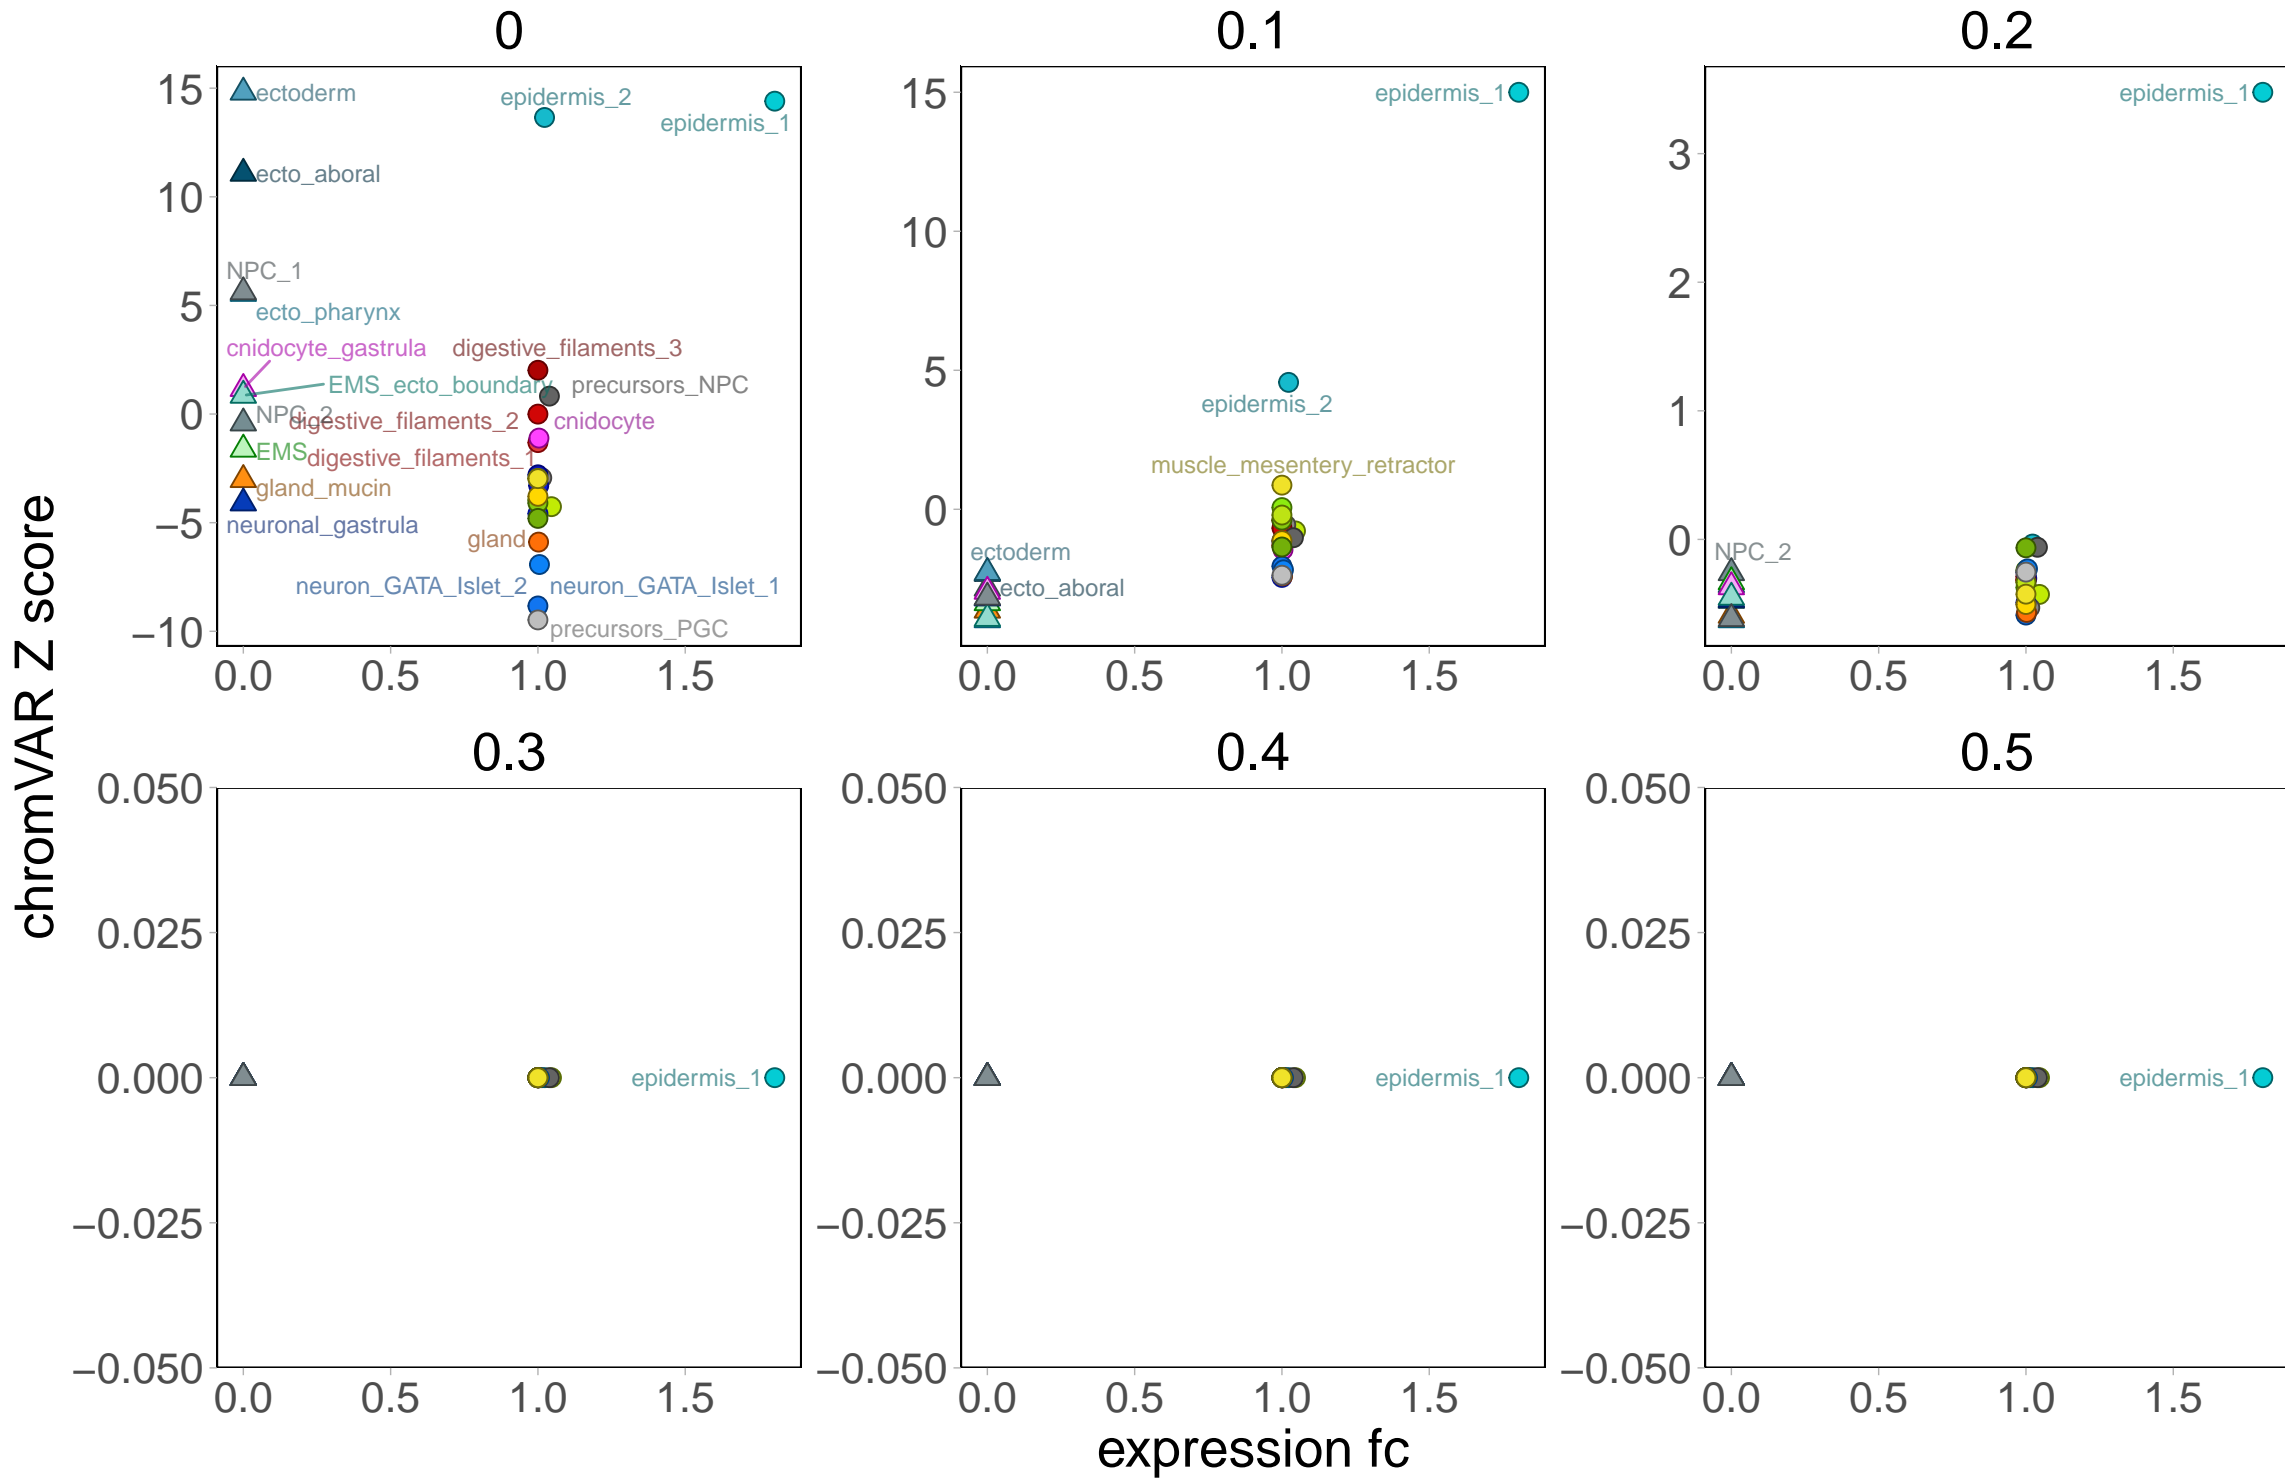 0
0.1
0.2
15
10
5
0
−5
−10
ectoderm
epidermis_2
epidermis_1
ecto_aboral
NPC_1
ecto_pharynx
cnidocyte_gastrula
digestive_filaments_3
EMS_ecto_boundary
precursors_NPC
NPC_2
digestive_filaments_2
cnidocyte
EMS
digestive_filaments_1
gland_mucin
neuronal_gastrula
gland
neuron_GATA_Islet_2
neuron_GATA_Islet_1
precursors_PGC
0.0 0.5 1.0 1.5
15
10
5
0
epidermis_1
epidermis_2
muscle_mesentery_retractor
ectoderm
ecto_aboral
0.0 0.5 1.0 1.5
3
2
1
0
epidermis_1
NPC_2
0.0 0.5 1.0 1.5
chromVAR Z score
0.3
0.4
0.5
0.050
0.025
0.000
−0.025
−0.050
epidermis_1
0.0 0.5 1.0 1.5
0.050
0.025
0.000
−0.025
−0.050
epidermis_1
0.0 0.5 1.0 1.5
0.050
0.025
0.000
−0.025
−0.050
epidermis_1
0.0 0.5 1.0 1.5
expression fc